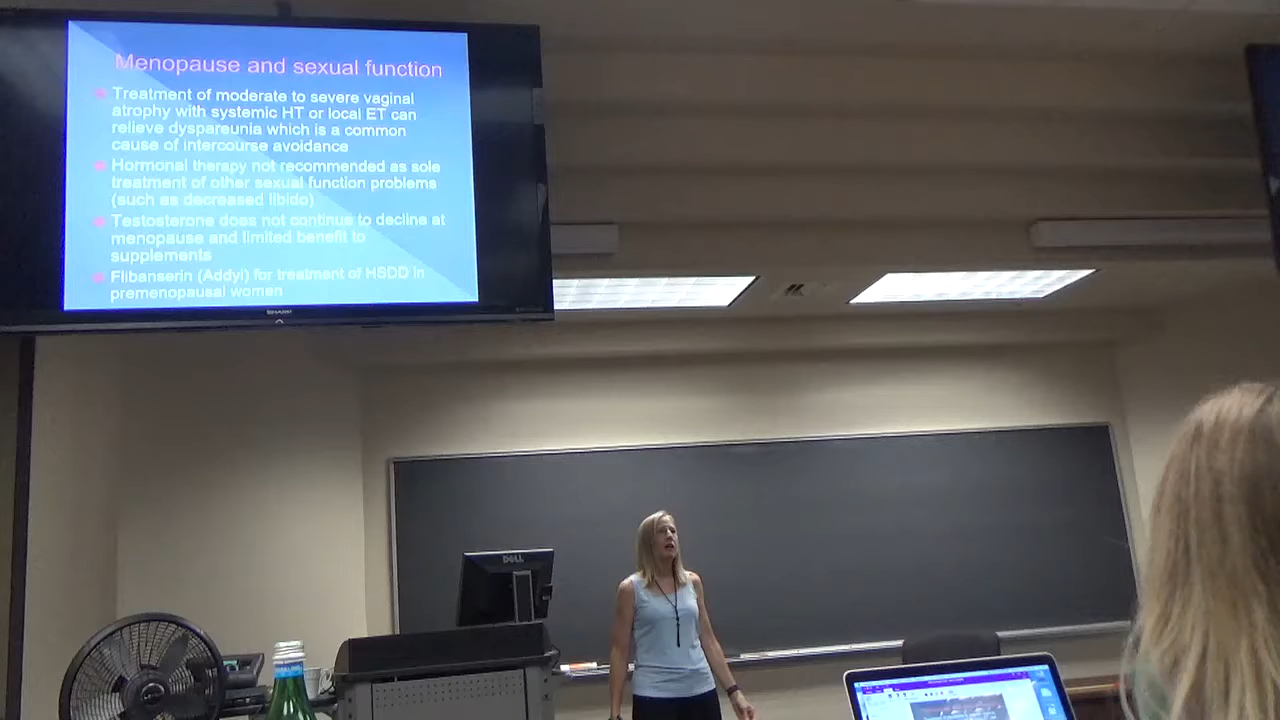 Menopause and sexual function
Treatment of moderate to severe vaginal
atrophy with systemic HT or local ET can
relieve dyspareunia which is a common
cause of intercourse avoidance
Hormonal therapy not recommended as sole
treatment of other sexual function problems
(such as decreased libido)
Testosterone does not continue to decline at
menopause and limited benefit to
supplements
Flibanserin (Addyi) for treatment of HSDD in
premenopausal women
SHARP
DELL